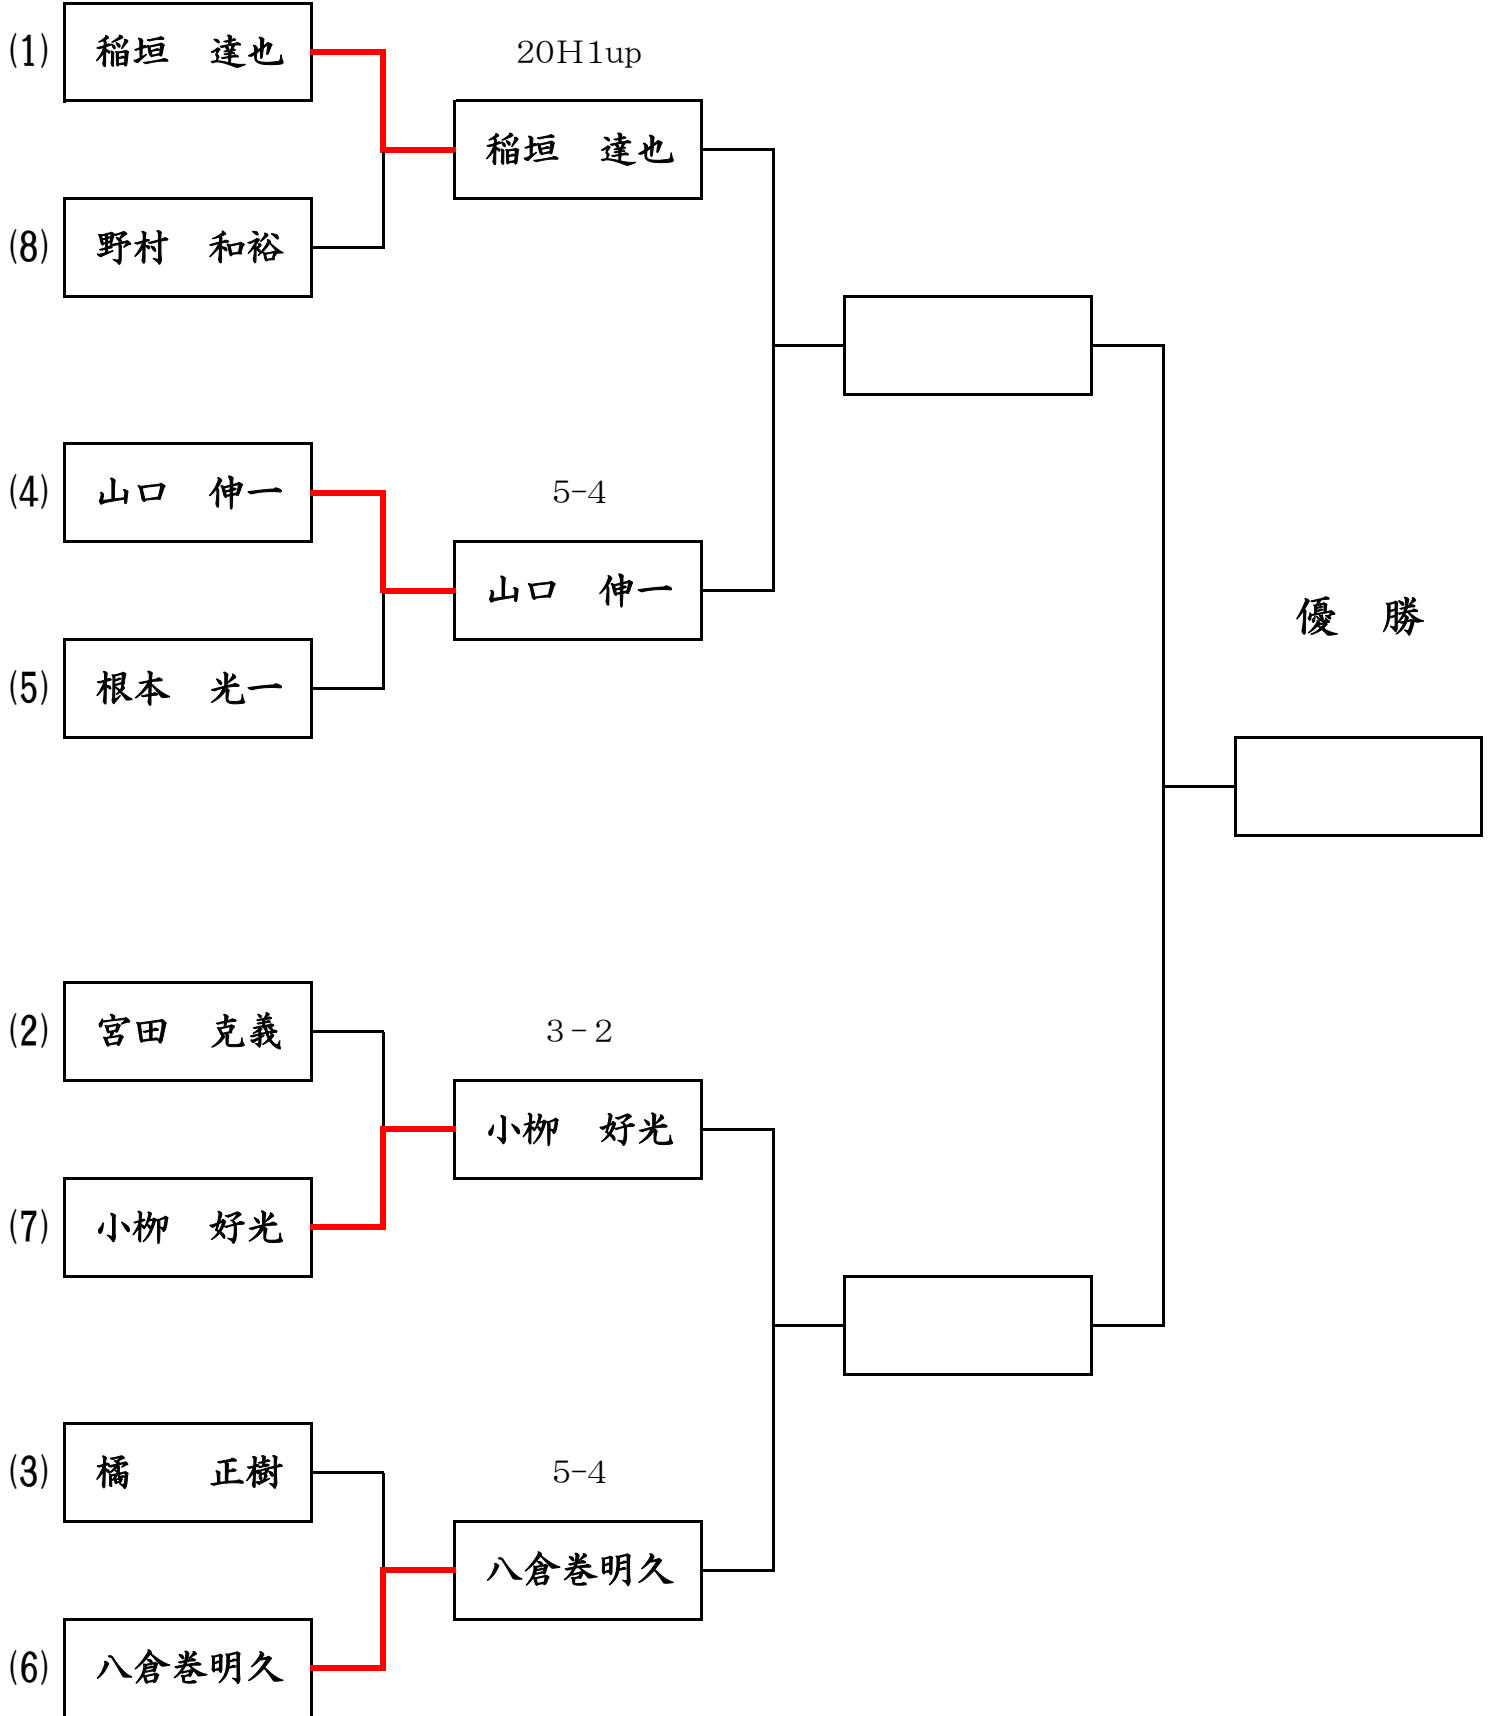 (1) 稲垣　達也
20H1up
稲垣　達也
(8) 野村　和裕
(4) 山口　伸一
5-4
山口　伸一
(5) 根本　光一
優　勝
(2) 宮田　克義
3-2
小柳　好光
(7) 小柳　好光
(3) 橘　　正樹
5-4
八倉巻明久
(6) 八倉巻明久